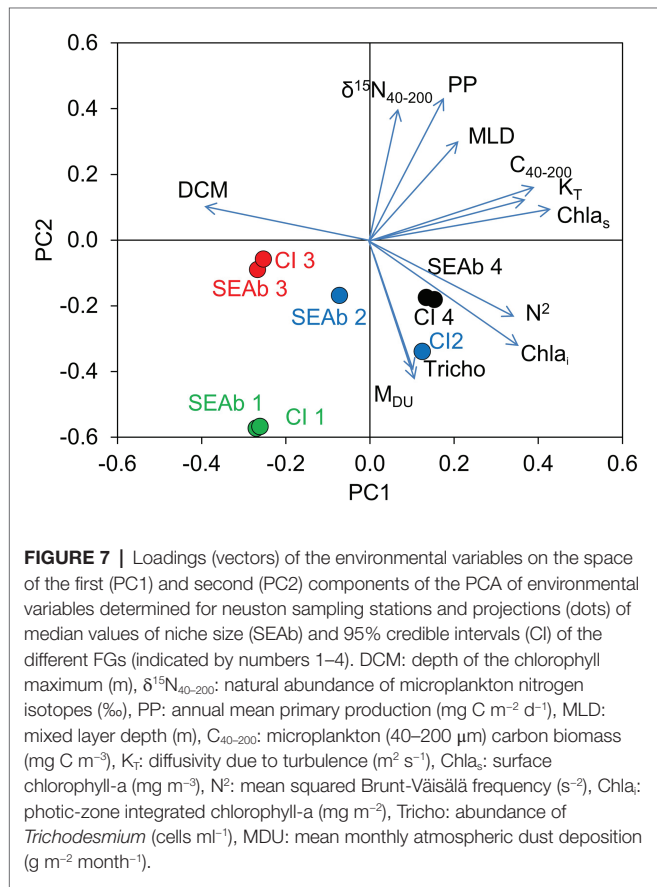 0.6
0.4
0.2
0.0
-0.2
-0.4
-0.6
PC2
δ¹⁵N₄₀₋₂₀₀
PP
MLD
C₄₀₋₂₀₀
K_T
Chla_s
DCM
CI 3
SEAb 3
SEAb 4
SEAb 2
CI 4
N²
CI2
Chla_i
Tricho
M_DU
SEAb 1
CI 1
-0.6 -0.4 -0.2 0.0 0.2 0.4 0.6
PC1
FIGURE 7 | Loadings (vectors) of the environmental variables on the space
of the first (PC1) and second (PC2) components of the PCA of environmental
variables determined for neuston sampling stations and projections (dots) of
median values of niche size (SEAb) and 95% credible intervals (CI) of the
different FGs (indicated by numbers 1–4). DCM: depth of the chlorophyll
maximum (m), δ¹⁵N₄₀₋₂₀₀: natural abundance of microplankton nitrogen
isotopes (‰), PP: annual mean primary production (mg C m⁻² d⁻¹), MLD:
mixed layer depth (m), C₄₀₋₂₀₀: microplankton (40–200 μm) carbon biomass
(mg C m⁻³), K_T: diffusivity due to turbulence (m² s⁻¹), Chla_s: surface
chlorophyll-a (mg m⁻³), N²: mean squared Brunt-Väisälä frequency (s⁻²), Chla_i:
photic-zone integrated chlorophyll-a (mg m⁻²), Tricho: abundance of
Trichodesmium (cells ml⁻¹), MDU: mean monthly atmospheric dust deposition
(g m⁻² month⁻¹).